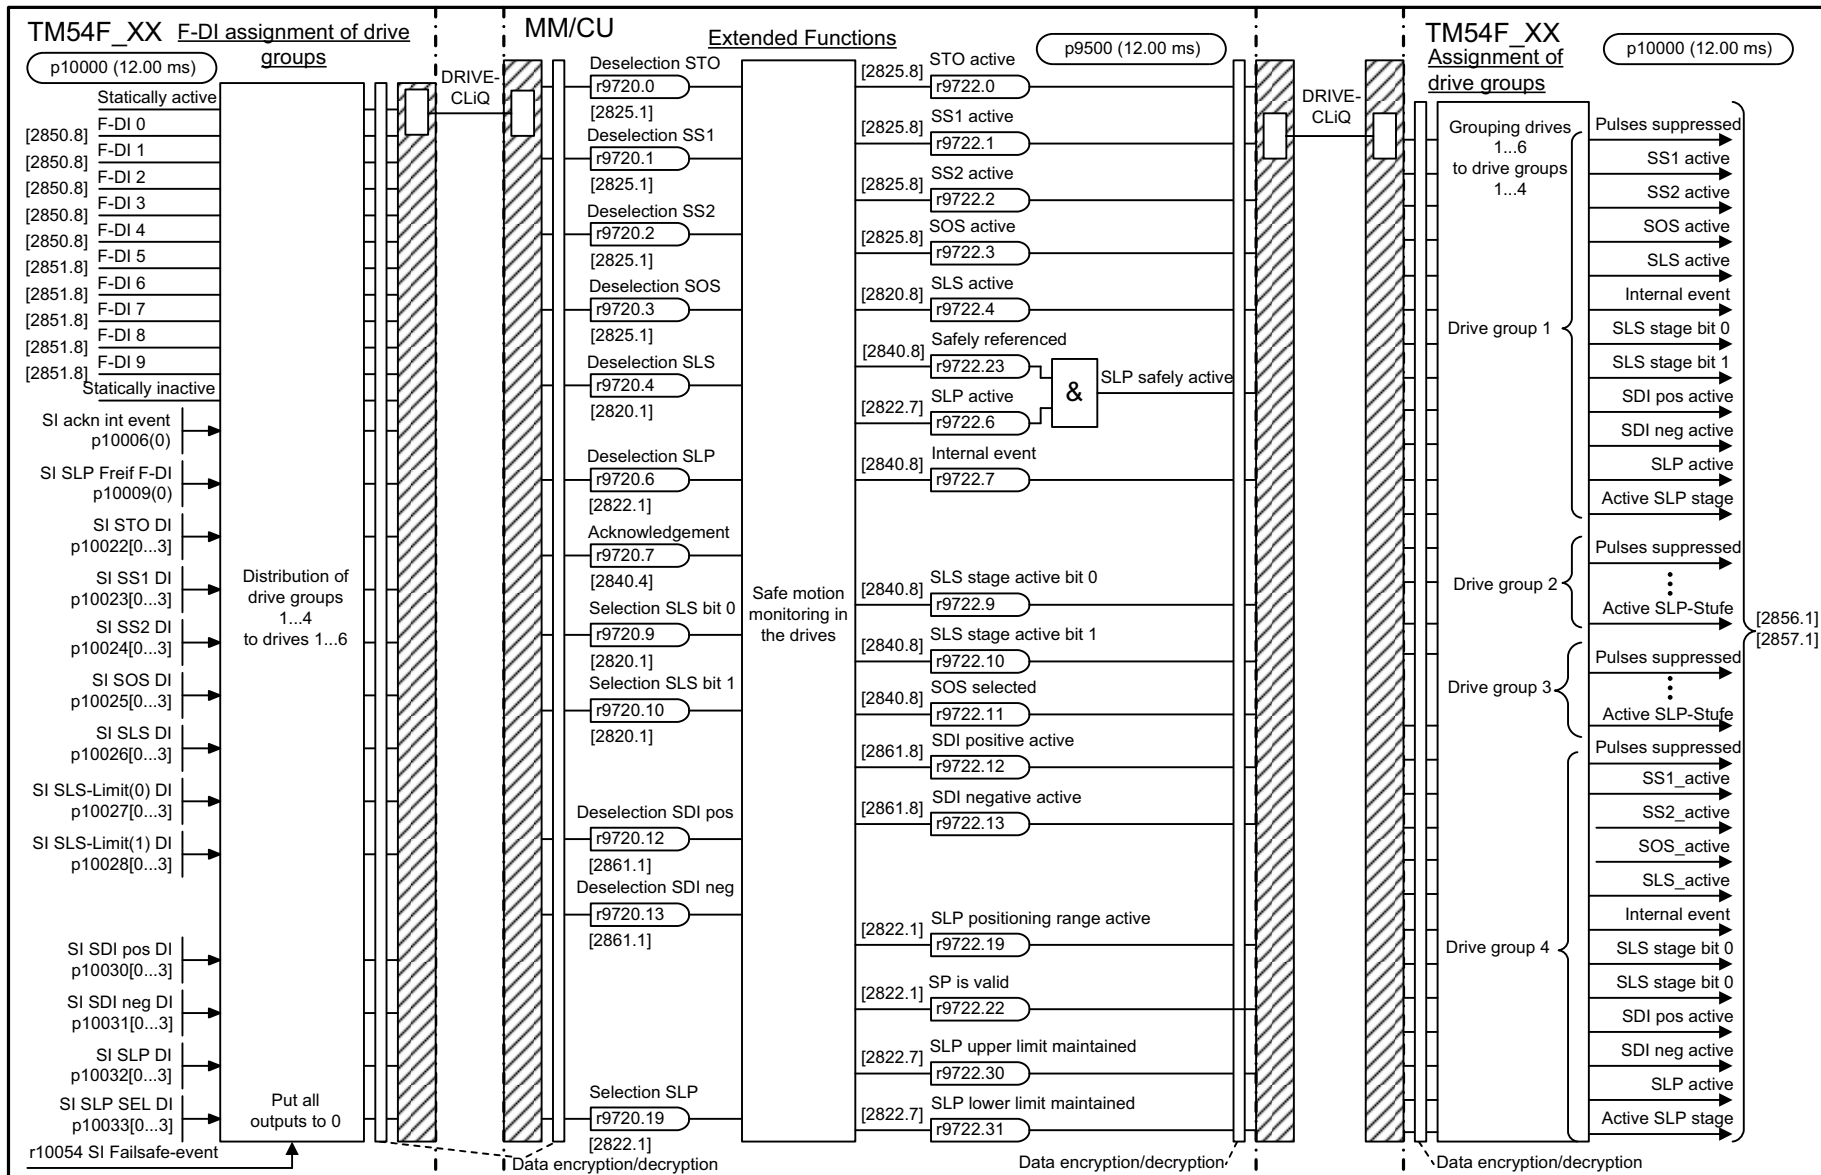 TM54F_XX
F-DI assignment of drive
groups
p10000 (12.00 ms)
Statically active
F-DI 0
[2850.8]
F-DI 1
[2850.8]
F-DI 2
[2850.8]
F-DI 3
[2850.8]
F-DI 4
[2850.8]
F-DI 5
[2851.8]
F-DI 6
[2851.8]
F-DI 7
[2851.8]
F-DI 8
[2851.8]
F-DI 9
[2851.8]
Statically inactive
SI ackn int event
p10006(0)
SI SLP Freif F-DI
p10009(0)
SI STO DI
p10022[0...3]
SI SS1 DI
p10023[0...3]
SI SS2 DI
p10024[0...3]
SI SOS DI
p10025[0...3]
SI SLS DI
p10026[0...3]
SI SLS-Limit(0) DI
p10027[0...3]
SI SLS-Limit(1) DI
p10028[0...3]
SI SDI pos DI
p10030[0...3]
SI SDI neg DI
p10031[0...3]
SI SLP DI
p10032[0...3]
SI SLP SEL DI
p10033[0...3]
r10054 SI Failsafe-event
Distribution of
drive groups
1...4
to drives 1...6
Put all
outputs to 0
DRIVE-
CLiQ
MM/CU
Extended Functions
p9500 (12.00 ms)
Deselection STO
r9720.0
[2825.1]
Deselection SS1
r9720.1
[2825.1]
Deselection SS2
r9720.2
[2825.1]
Deselection SOS
r9720.3
[2825.1]
Deselection SLS
r9720.4
[2820.1]
Deselection SLP
r9720.6
[2822.1]
Acknowledgement
r9720.7
[2840.4]
Selection SLS bit 0
r9720.9
[2820.1]
Selection SLS bit 1
r9720.10
[2820.1]
Deselection SDI pos
r9720.12
[2861.1]
Deselection SDI neg
r9720.13
[2861.1]
Selection SLP
r9720.19
[2822.1]
Data encryption/decryption
Safe motion
monitoring in
the drives
STO active
[2825.8]
r9722.0
SS1 active
[2825.8]
r9722.1
SS2 active
[2825.8]
r9722.2
SOS active
[2825.8]
r9722.3
SLS active
[2820.8]
r9722.4
Safely referenced
[2840.8]
r9722.23
SLP active
[2822.7]
r9722.6
&
SLP safely active
Internal event
[2840.8]
r9722.7
SLS stage active bit 0
[2840.8]
r9722.9
SLS stage active bit 1
[2840.8]
r9722.10
SOS selected
[2840.8]
r9722.11
SDI positive active
[2861.8]
r9722.12
SDI negative active
[2861.8]
r9722.13
SLP positioning range active
[2822.1]
r9722.19
SP is valid
[2822.1]
r9722.22
SLP upper limit maintained
[2822.7]
r9722.30
SLP lower limit maintained
[2822.7]
r9722.31
Data encryption/decryption
DRIVE-
CLiQ
TM54F_XX
Assignment of
drive groups
p10000 (12.00 ms)
Grouping drives
1...6
to drive groups
1...4
Drive group 1
Pulses suppressed
SS1 active
SS2 active
SOS active
SLS active
Internal event
SLS stage bit 0
SLS stage bit 1
SDI pos active
SDI neg active
SLP active
Active SLP stage
Drive group 2
Pulses suppressed
Active SLP-Stufe
Drive group 3
Pulses suppressed
Active SLP-Stufe
[2856.1]
[2857.1]
Drive group 4
Pulses suppressed
SS1_active
SS2_active
SOS_active
SLS_active
Internal event
SLS stage bit 0
SLS stage bit 0
SDI pos active
SDI neg active
SLP active
Active SLP stage
Data encryption/decryption